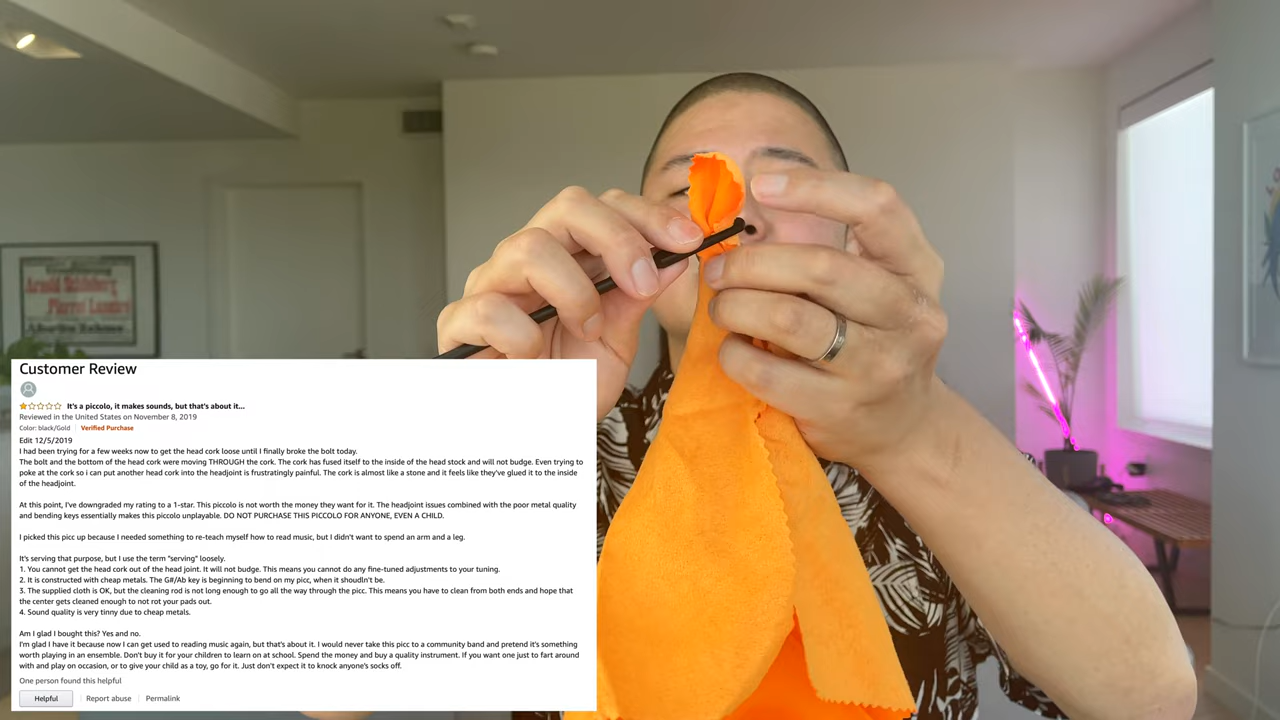 Arnold Schönberg
Pierrot Lunaire
Albertine Zehme
Customer Review
It's a piccolo, it makes sounds, but that's about it...
Reviewed in the United States on November 8, 2019
Color: black/Gold Verified Purchase
Edit 12/5/2019
I had been trying for a few weeks now to get the head cork loose until I finally broke the bolt today.
The bolt and the bottom of the head cork were moving THROUGH the cork. The cork has fused itself to the inside of the head stock and will not budge. Even trying to
poke at the cork so i can put another head cork into the headjoint is frustratingly painful. The cork is almost like a stone and it feels like they've glued it to the inside
of the headjoint.
At this point, I've downgraded my rating to a 1-star. This piccolo is not worth the money they want for it. The headjoint issues combined with the poor metal quality
and bending keys essentially makes this piccolo unplayable. DO NOT PURCHASE THIS PICCOLO FOR ANYONE, EVEN A CHILD.
I picked this picc up because I needed something to re-teach myself how to read music, but I didn't want to spend an arm and a leg.
It's serving that purpose, but I use the term "serving" loosely.
1. You cannot get the head cork out of the head joint. It will not budge. This means you cannot do any fine-tuned adjustments to your tuning.
2. It is constructed with cheap metals. The G#/Ab key is beginning to bend on my picc, when it shoudln't be.
3. The supplied cloth is OK, but the cleaning rod is not long enough to go all the way through the picc. This means you have to clean from both ends and hope that
the center gets cleaned enough to not rot your pads out.
4. Sound quality is very tinny due to cheap metals.
Am I glad I bought this? Yes and no.
I'm glad I have it because now I can get used to reading music again, but that's about it. I would never take this picc to a community band and pretend it's something
worth playing in an ensemble. Don't buy it for your children to learn on at school. Spend the money and buy a quality instrument. If you want one just to fart around
with and play on occasion, or to give your child as a toy, go for it. Just don't expect it to knock anyone's socks off.
One person found this helpful
Helpful Report abuse Permalink